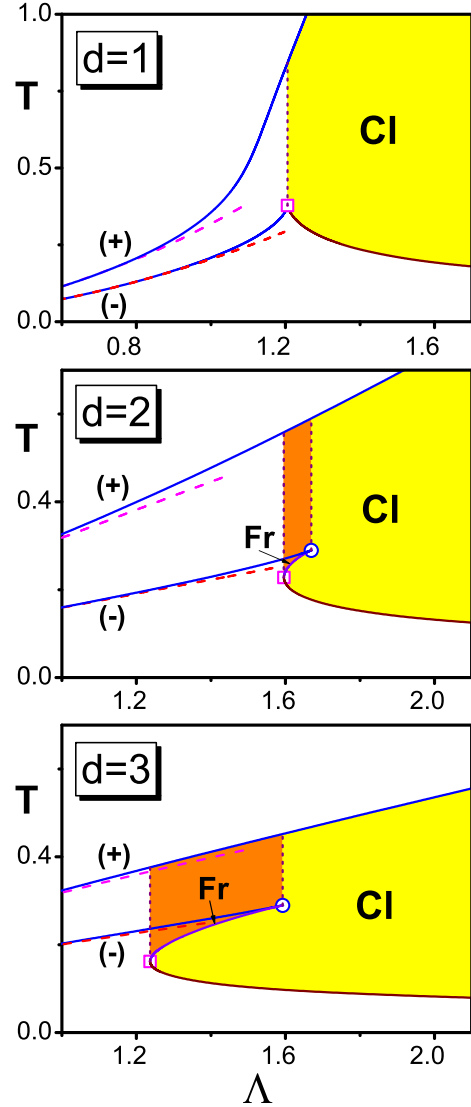 1.0
d=1
T
Cl
0.5
(+)
(-)
0.0
0.8 1.2 1.6
d=2
T
(+)
0.4
Cl
Fr
(-)
0.0
1.2 1.6 2.0
d=3
T
(+)
0.4
Fr
Cl
(-)
0.0
1.2 1.6 2.0
Λ